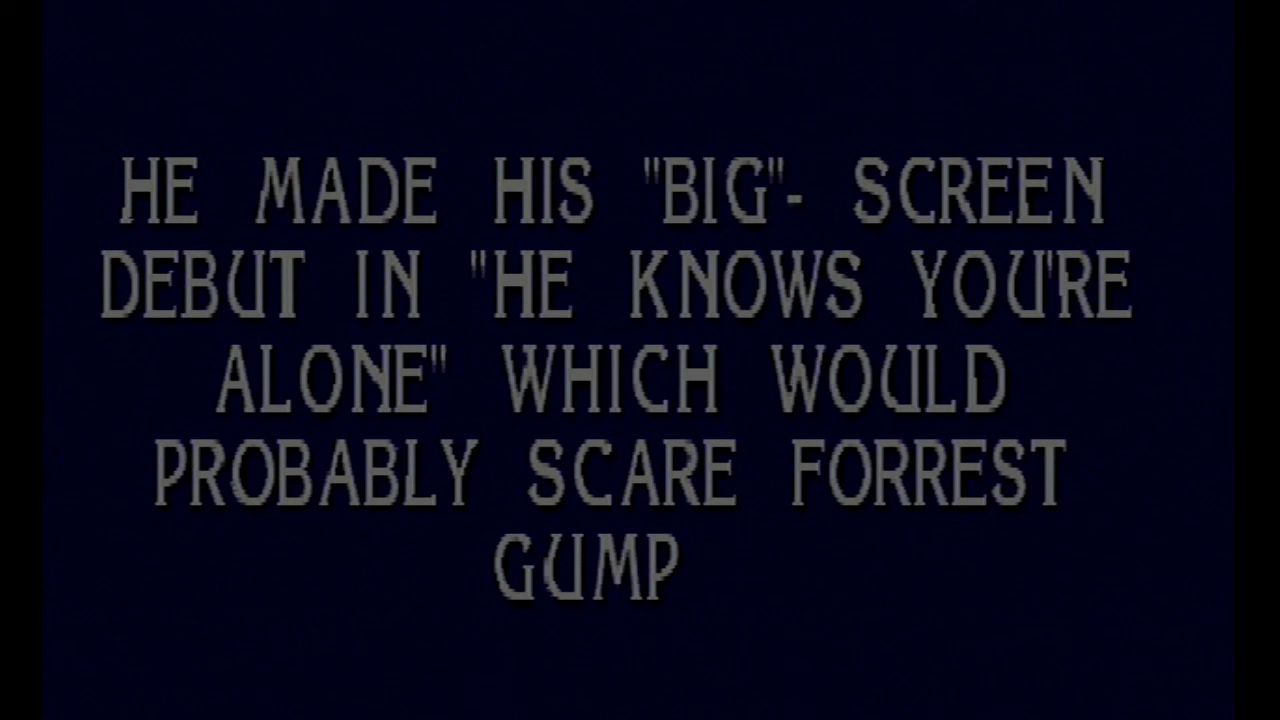 HE MADE HIS "BIG"- SCREEN
DEBUT IN "HE KNOWS YOU'RE
ALONE" WHICH WOULD
PROBABLY SCARE FORREST
GUMP